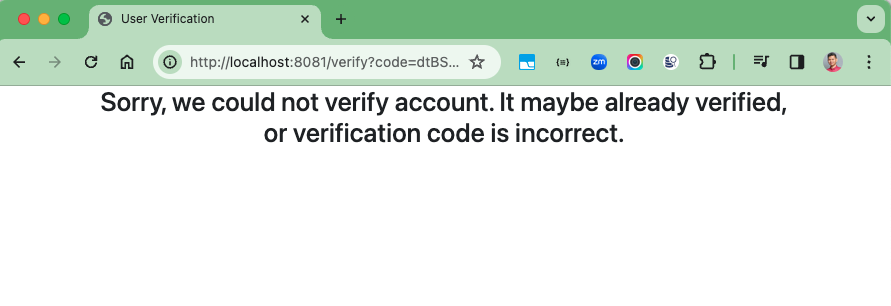 User Verification
http://localhost:8081/verify?code=dtBS...
zm
Sorry, we could not verify account. It maybe already verified,
or verification code is incorrect.